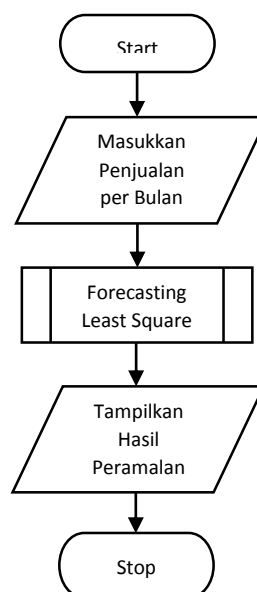 Start
Masukkan
Penjualan
per Bulan
Forecasting
Least Square
Tampilkan
Hasil
Peramalan
Stop